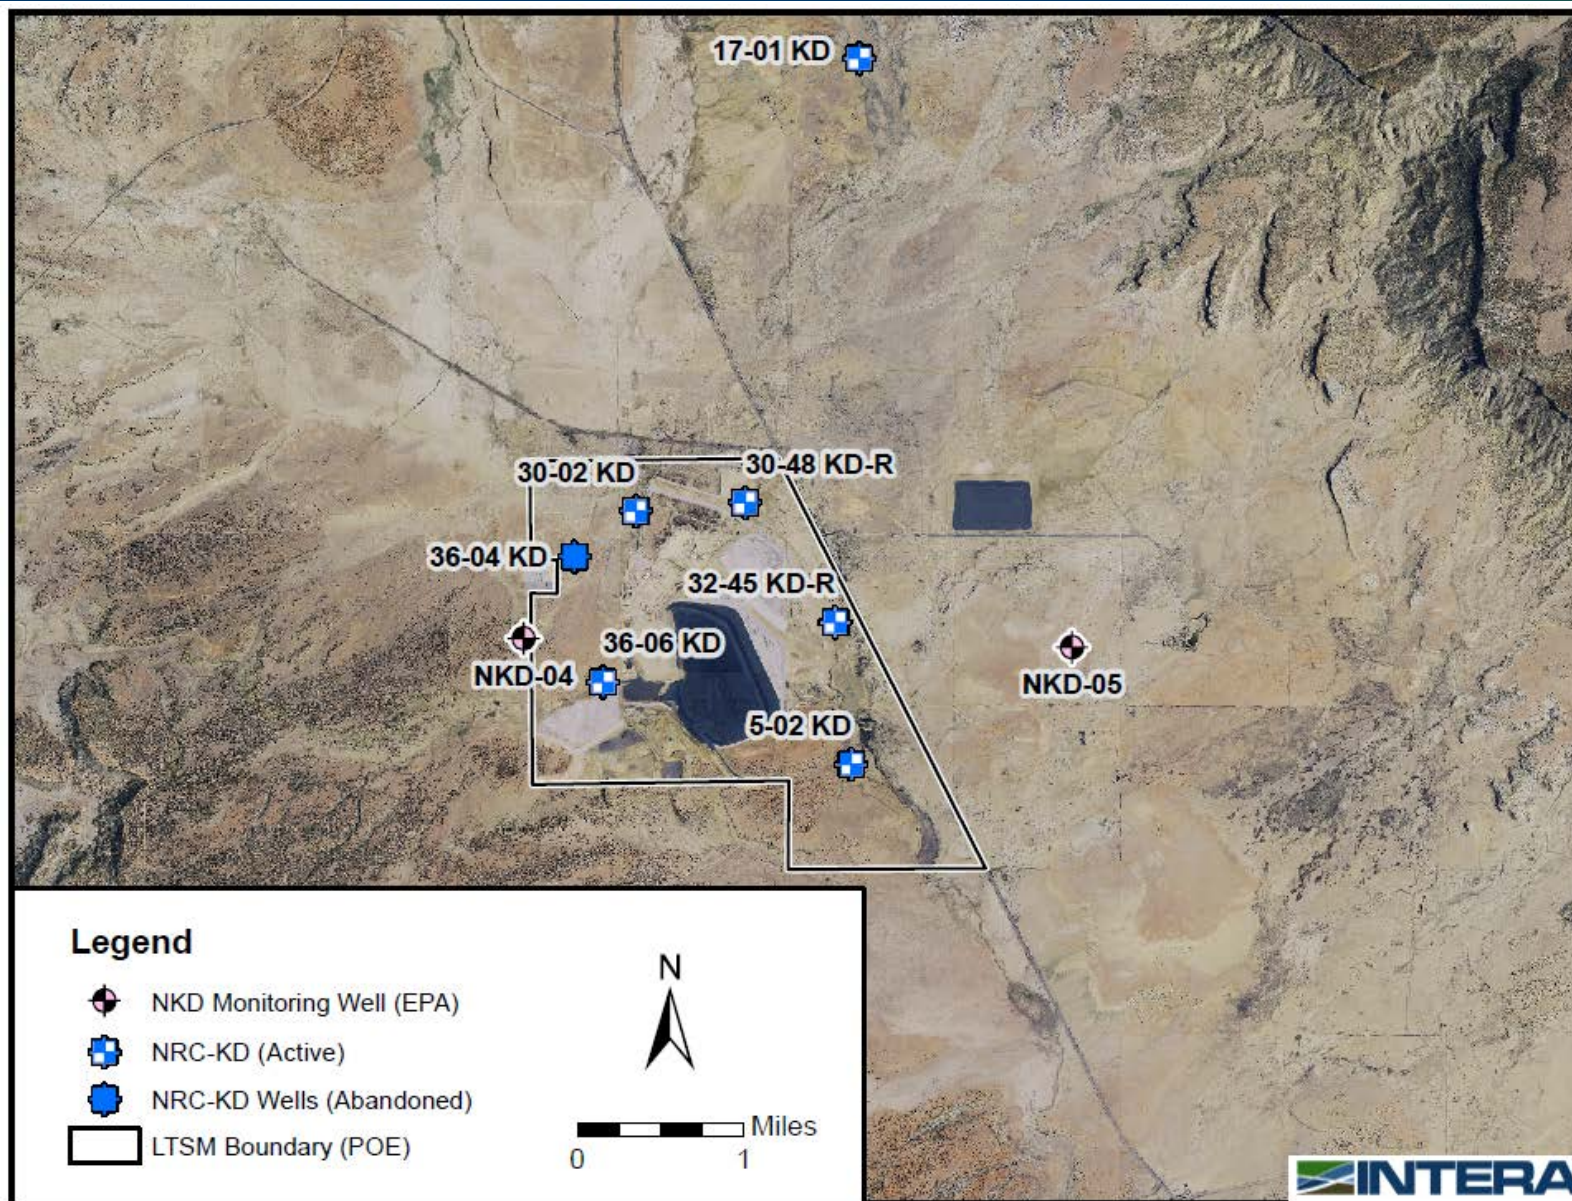 17-01 KD
30-02 KD
30-48 KD-R
36-04 KD
32-45 KD-R
36-06 KD
NKD-04
NKD-05
5-02 KD
Legend
NKD Monitoring Well (EPA)
NRC-KD (Active)
NRC-KD Wells (Abandoned)
LTSM Boundary (POE)
N
Miles
0 1
INTERA